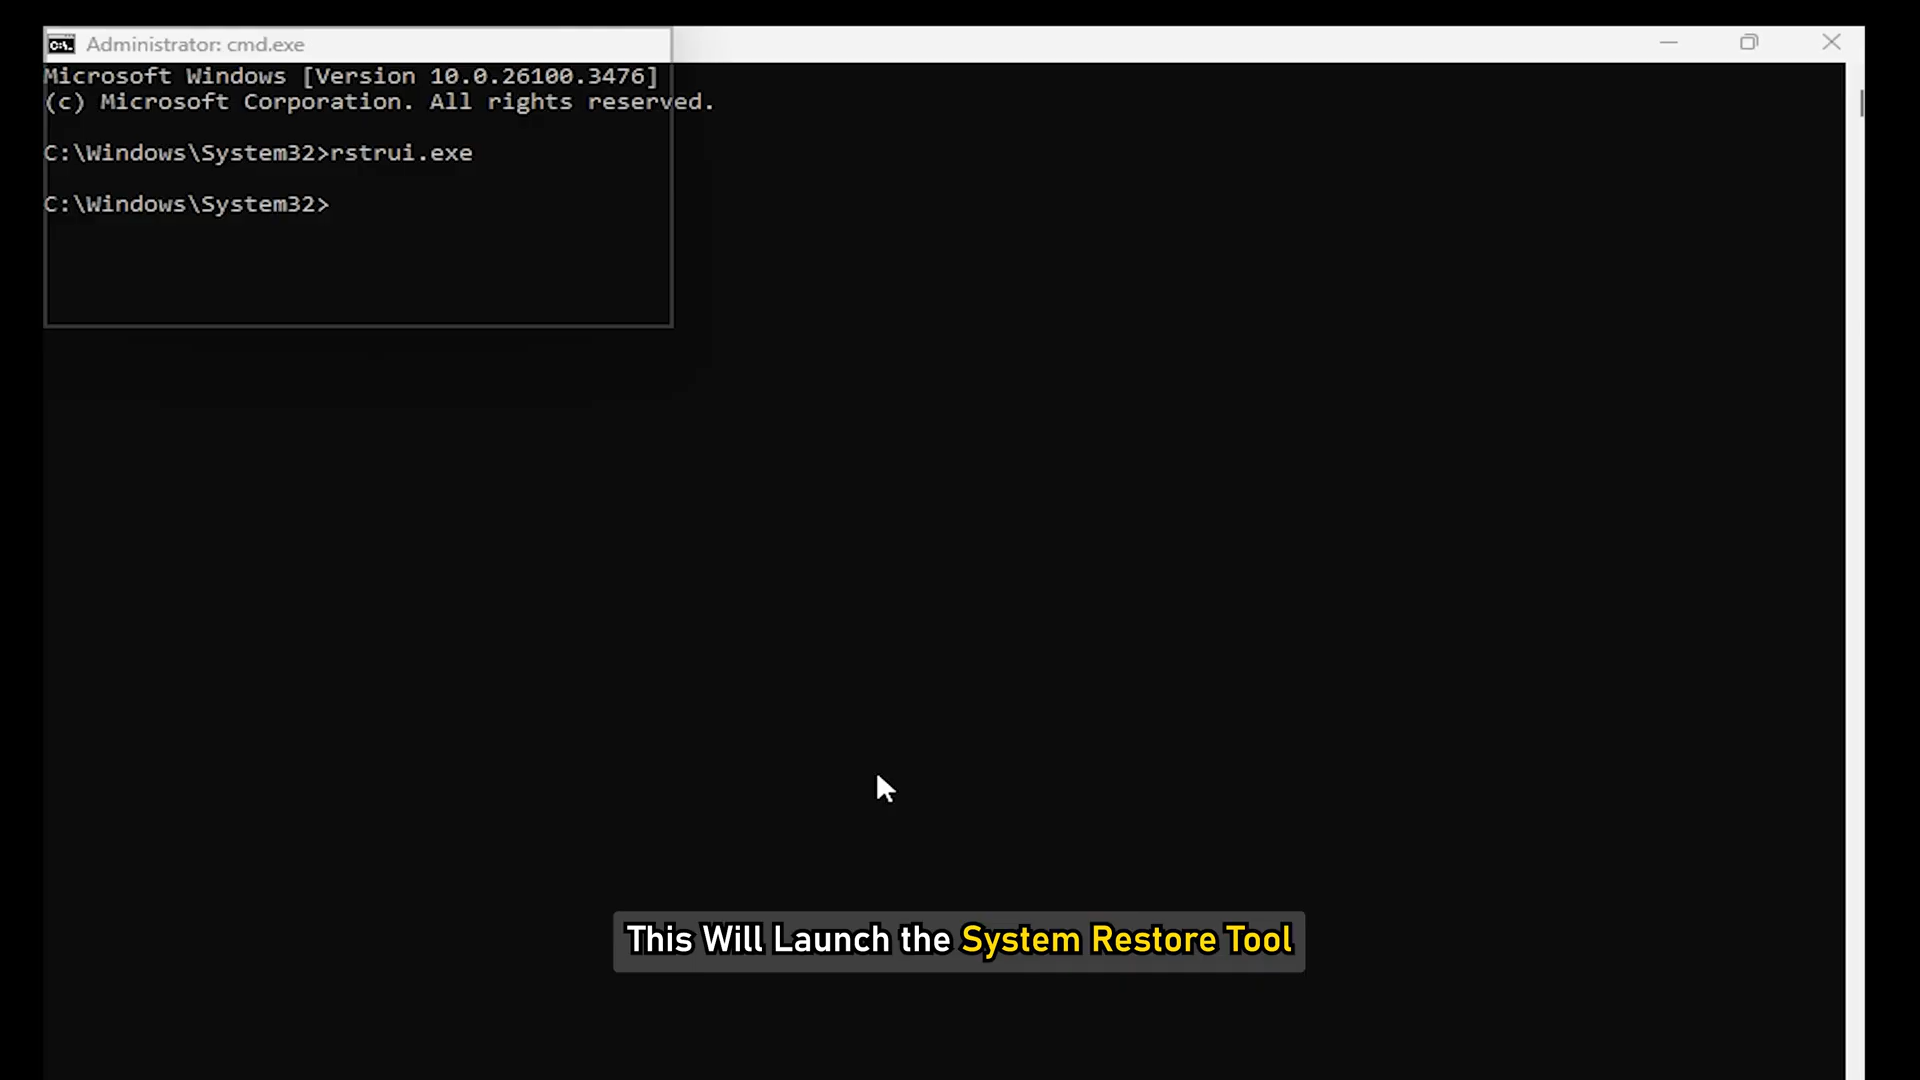 Administrator: cmd.exe
Microsoft Windows [Version 10.0.26100.3476]
(c) Microsoft Corporation. All rights reserved.
C:\Windows\System32>rstrui.exe
C:\Windows\System32>
This Will Launch the System Restore Tool